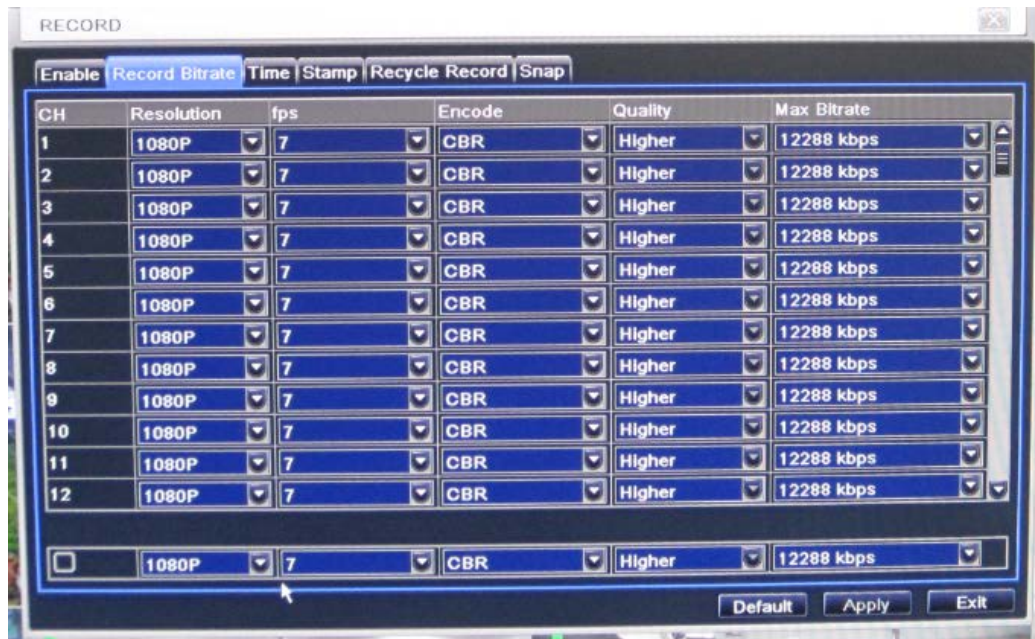 RECORD
Enable Record Bitrate Time Stamp Recycle Record Snap
CH Resolution fps Encode Quality Max Bitrate
1 1080P 7 CBR Higher 12288 kbps
2 1080P 7 CBR Higher 12288 kbps
3 1080P 7 CBR Higher 12288 kbps
4 1080P 7 CBR Higher 12288 kbps
5 1080P 7 CBR Higher 12288 kbps
6 1080P 7 CBR Higher 12288 kbps
7 1080P 7 CBR Higher 12288 kbps
8 1080P 7 CBR Higher 12288 kbps
9 1080P 7 CBR Higher 12288 kbps
10 1080P 7 CBR Higher 12288 kbps
11 1080P 7 CBR Higher 12288 kbps
12 1080P 7 CBR Higher 12288 kbps
1080P 7 CBR Higher 12288 kbps
Default Apply Exit